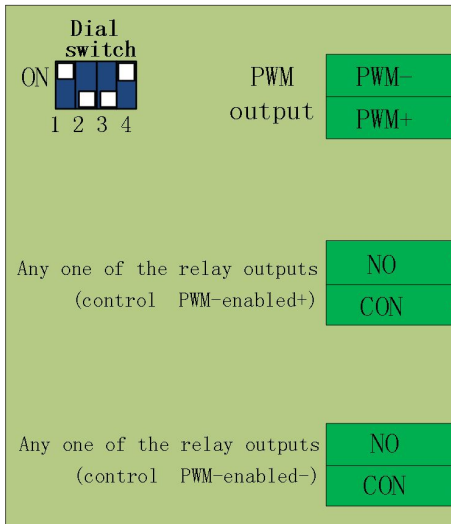 Dial
switch
ON
1 2 3 4
PWM
output
PWM-
PWM+
Any one of the relay outputs
(control PWM-enabled+)
NO
CON
Any one of the relay outputs
(control PWM-enabled-)
NO
CON